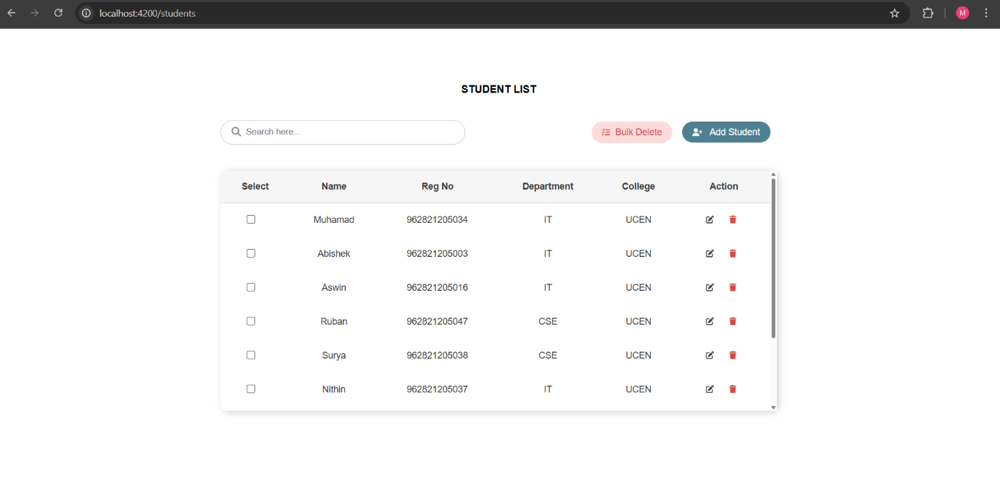 localhost:4200/students
M
STUDENT LIST
Search here...
Bulk Delete
Add Student
Select Name Reg No Department College Action
Muhamad 962821205034 IT UCEN
Abishek 962821205003 IT UCEN
Aswin 962821205016 IT UCEN
Ruban 962821205047 CSE UCEN
Surya 962821205038 CSE UCEN
Nithin 962821205037 IT UCEN